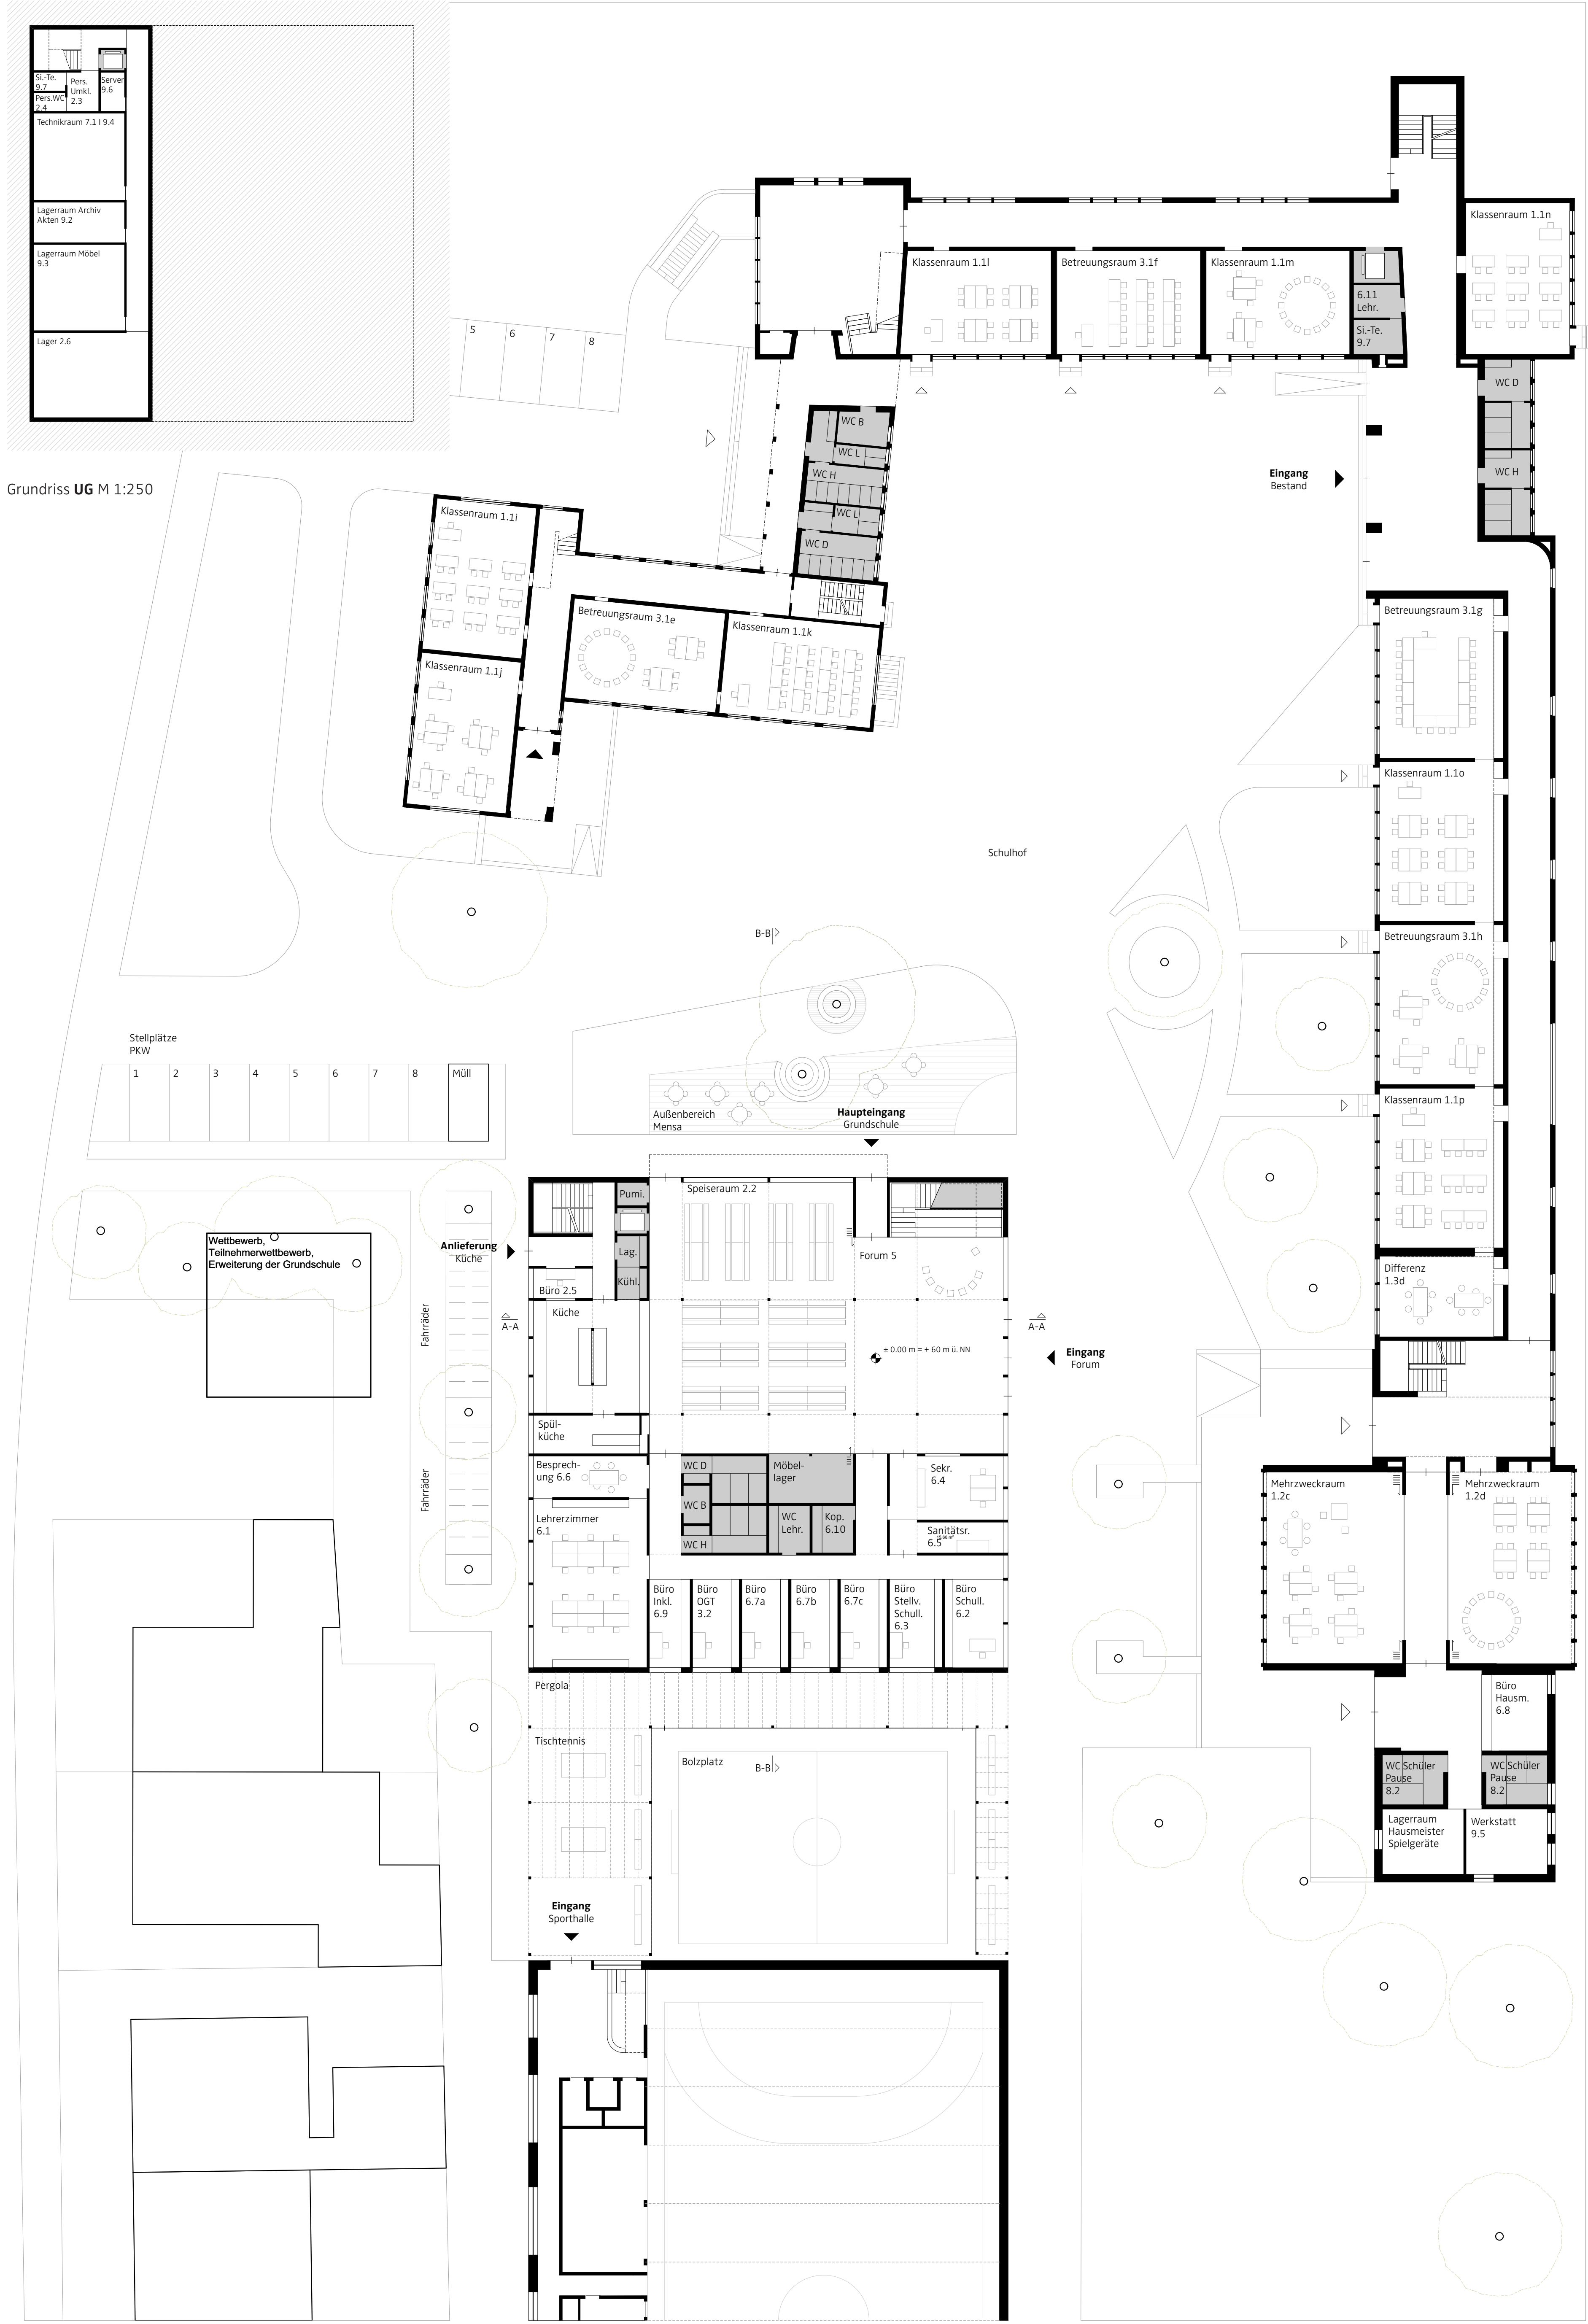 Si.-Te.
9.7
Pers.
Umkl.
2.3
Server
9.6
Pers.WC
2.4
Technikraum 7.1 I 9.4
Lagerraum Archiv
Akten 9.2
Lagerraum Möbel
9.3
Lager 2.6
Grundriss UG M 1:250
5
6
7
8
Klassenraum 1.1l
Betreuungsraum 3.1f
Klassenraum 1.1m
6.11
Lehr.
Si.-Te.
9.7
Klassenraum 1.1n
WC D
WC H
WC B
WC L
WC H
WC L
WC D
Eingang
Bestand
Klassenraum 1.1i
Klassenraum 1.1j
Betreuungsraum 3.1e
Klassenraum 1.1k
Betreuungsraum 3.1g
Klassenraum 1.1o
Betreuungsraum 3.1h
Klassenraum 1.1p
Differenz
1.3d
Schulhof
B-B
Stellplätze
PKW
1
2
3
4
5
6
7
8
Müll
Außenbereich
Mensa
Haupteingang
Grundschule
Wettbewerb,
Teilnehmerwettbewerb,
Erweiterung der Grundschule
Anlieferung
Küche
Fahrräder
Fahrräder
A-A
A-A
Pumi.
Lag.
Kühl.
Büro 2.5
Küche
Spül-
küche
Speiseraum 2.2
Forum 5
± 0.00 m = + 60 m ü. NN
Eingang
Forum
Besprech-
ung 6.6
Lehrerzimmer
6.1
WC D
WC B
WC H
Möbel-
lager
WC
Lehr.
Kop.
6.10
Sekr.
6.4
Sanitätsr.
6.5
Büro
Inkl.
6.9
Büro
OGT
3.2
Büro
6.7a
Büro
6.7b
Büro
6.7c
Büro
Stellv.
Schull.
6.3
Büro
Schull.
6.2
Mehrzweckraum
1.2c
Mehrzweckraum
1.2d
Büro
Hausm.
6.8
WC Schüler
Pause
8.2
WC Schüler
Pause
8.2
Lagerraum
Hausmeister
Spielgeräte
Werkstatt
9.5
Pergola
Tischtennis
Bolzplatz
B-B
Eingang
Sporthalle